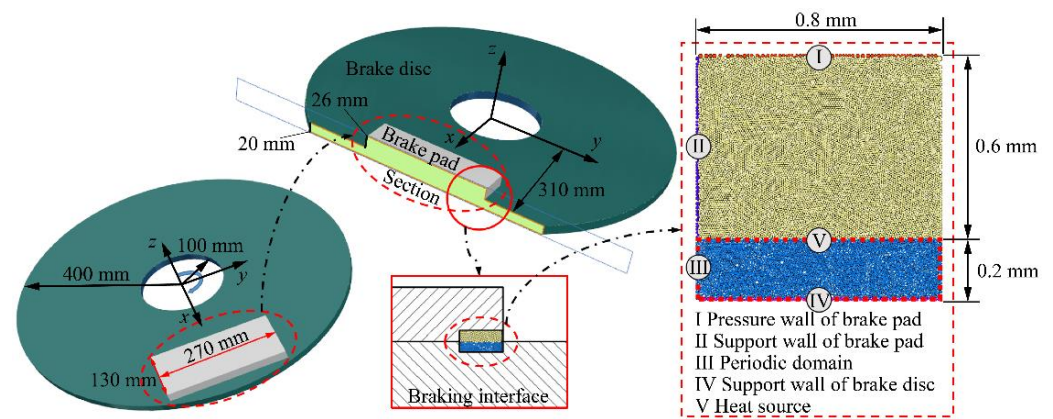 400 mm
z
100 mm
y
x
270 mm
130 mm
Brake disc
z
26 mm
20 mm
x
y
Brake pad
Section
310 mm
Braking interface
0.8 mm
I
II
0.6 mm
V
III
0.2 mm
IV
I Pressure wall of brake pad
II Support wall of brake pad
III Periodic domain
IV Support wall of brake disc
V Heat source